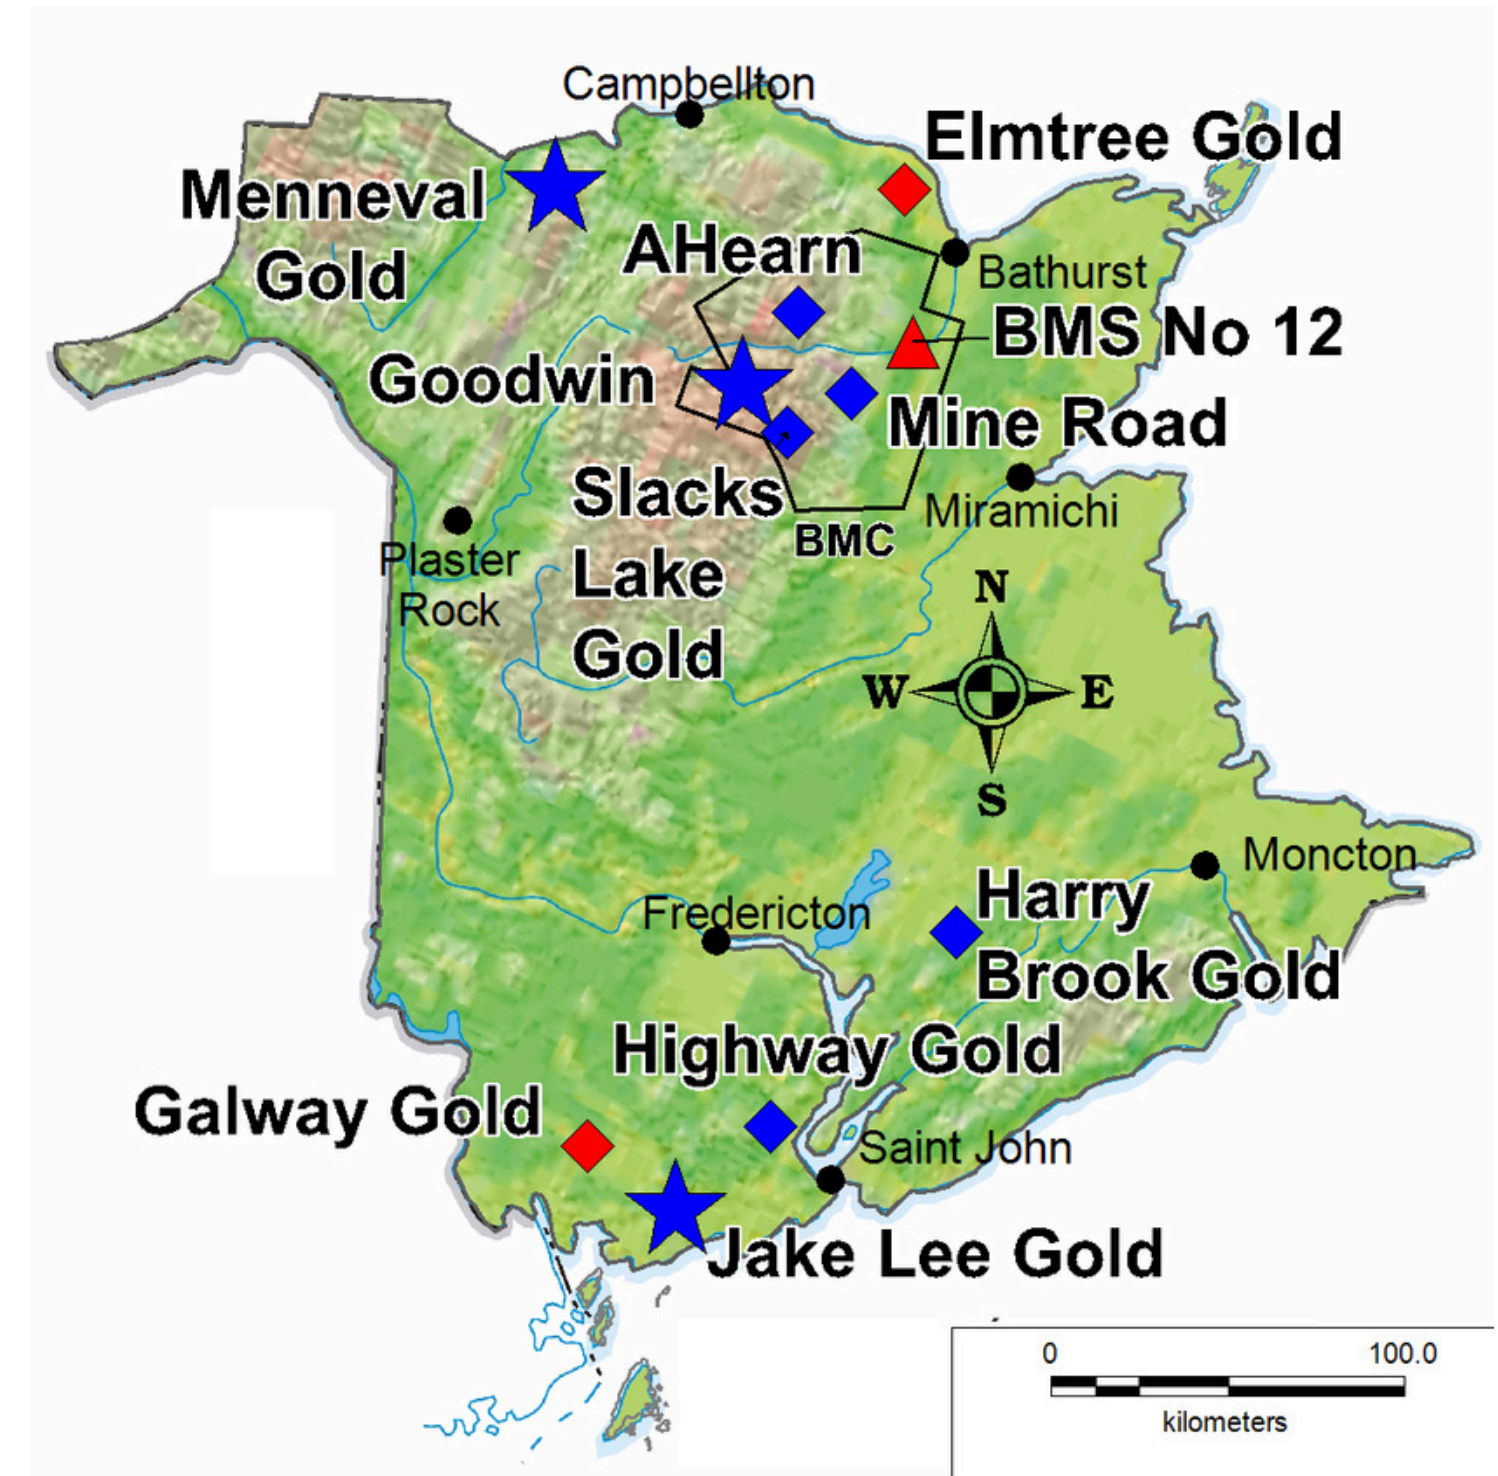 Campbellton
Elmtree Gold
Menneval
Gold
AHearn
Bathurst
BMS No 12
Goodwin
Mine Road
Slacks
Lake
Gold
Miramichi
BMC
Plaster
Rock
N
W
E
S
Moncton
Harry
Brook Gold
Fredericton
Highway Gold
Galway Gold
Saint John
Jake Lee Gold
0
100.0
kilometers